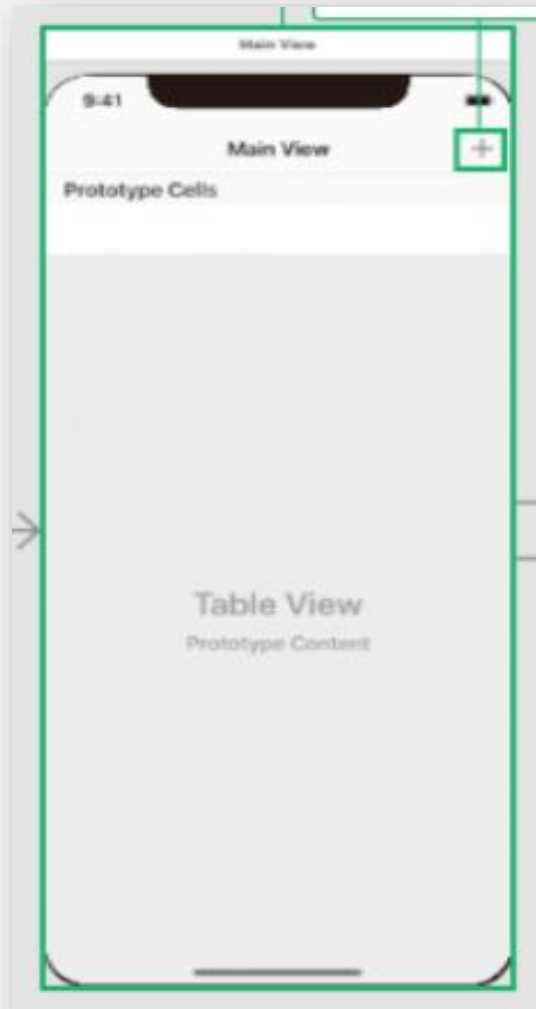 Main View
9:41
Main View +
Prototype Cells
Table View
Prototype Content